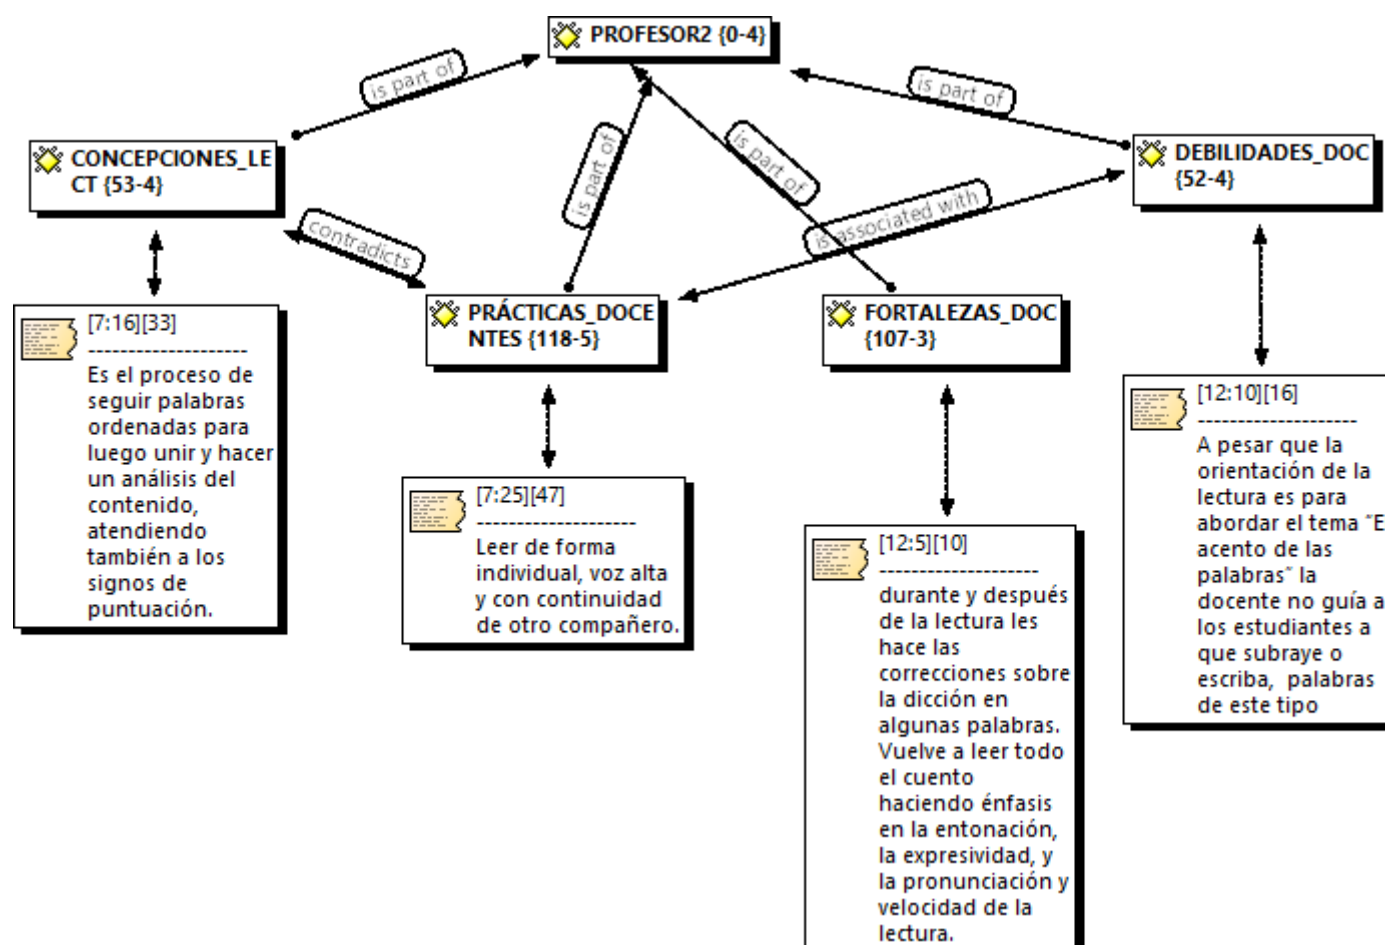 PROFESOR2 {0-4}
is part of
is part of
is part of
is part of
CONCEPCIONES_LE
CT {53-4}
DEBILIDADES_DOC
{52-4}
contradicts
is associated with
PRÁCTICAS_DOCE
NTES {118-5}
FORTALEZAS_DOC
{107-3}
[7:16][33]
--------------------
Es el proceso de
seguir palabras
ordenadas para
luego unir y hacer
un análisis del
contenido,
atendiendo
también a los
signos de
puntuación.
[7:25][47]
--------------------
Leer de forma
individual, voz alta
y con continuidad
de otro compañero.
[12:5][10]
--------------------
durante y después
de la lectura les
hace las
correcciones sobre
la dicción en
algunas palabras.
Vuelve a leer todo
el cuento
haciendo énfasis
en la entonación,
la expresividad, y
la pronunciación y
velocidad de la
lectura.
[12:10][16]
--------------------
A pesar que la
orientación de la
lectura es para
abordar el tema "E
acento de las
palabras" la
docente no guía a
los estudiantes a
que subraye o
escriba, palabras
de este tipo